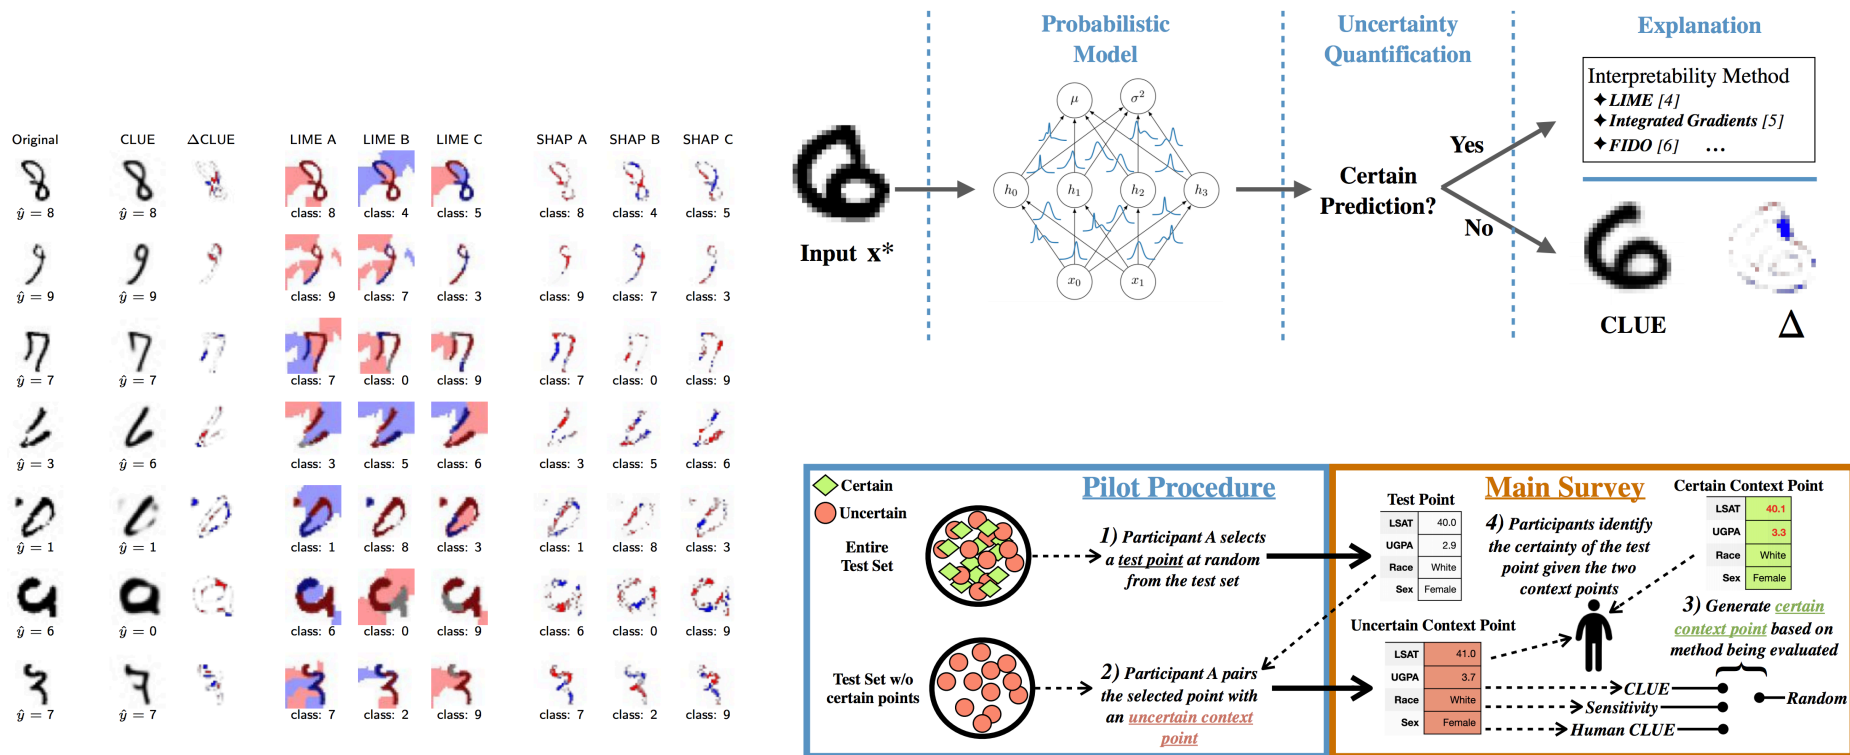 Original CLUE ΔCLUE LIME A LIME B LIME C SHAP A SHAP B SHAP C
ŷ = 8 ŷ = 8 class: 8 class: 4 class: 5 class: 8 class: 4 class: 5
ŷ = 9 ŷ = 9 class: 9 class: 7 class: 3 class: 9 class: 7 class: 3
ŷ = 7 ŷ = 7 class: 7 class: 0 class: 9 class: 7 class: 0 class: 9
ŷ = 3 ŷ = 6 class: 3 class: 5 class: 6 class: 3 class: 5 class: 6
ŷ = 1 ŷ = 1 class: 1 class: 8 class: 3 class: 1 class: 8 class: 3
ŷ = 6 ŷ = 0 class: 6 class: 0 class: 9 class: 6 class: 0 class: 9
ŷ = 7 ŷ = 7 class: 7 class: 2 class: 9 class: 7 class: 2 class: 9
Probabilistic
Model
Uncertainty
Quantification
Explanation
Input x*
μ σ²
h₀ h₁ h₂ h₃
x₀ x₁
Certain
Prediction?
Yes
No
Interpretability Method
✦LIME [4]
✦Integrated Gradients [5]
✦FIDO [6] ...
CLUE Δ
Pilot Procedure
Certain
Uncertain
Entire
Test Set
1) Participant A selects
a test point at random
from the test set
Test Set w/o
certain points
2) Participant A pairs
the selected point with
an uncertain context
point
Main Survey
Test Point
LSAT 40.0
UGPA 2.9
Race White
Sex Female
4) Participants identify
the certainty of the test
point given the two
context points
Certain Context Point
LSAT 40.1
UGPA 3.3
Race White
Sex Female
3) Generate certain
context point based on
method being evaluated
Uncertain Context Point
LSAT 41.0
UGPA 3.7
Race White
Sex Female
CLUE
Sensitivity
Human CLUE
Random